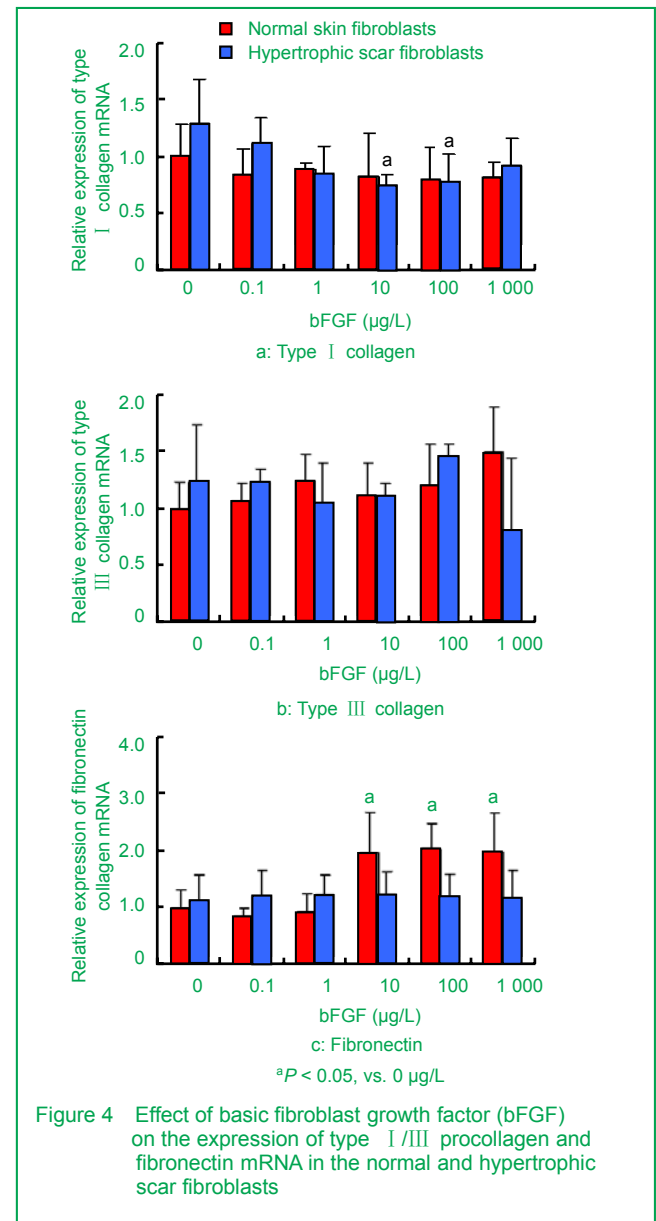 Normal skin fibroblasts
Hypertrophic scar fibroblasts
Relative expression of type
Ⅰ collagen mRNA
2.0
1.5
1.0
0.5
0
a
a
0 0.1 1 10 100 1 000
bFGF (µg/L)
a: Type Ⅰ collagen
Relative expression of type
Ⅲ collagen mRNA
2.0
1.5
1.0
0.5
0
0 0.1 1 10 100 1 000
bFGF (µg/L)
b: Type Ⅲ collagen
Relative expression of fibronectin
collagen mRNA
4.0
3.0
2.0
1.0
0
a a a
0 0.1 1 10 100 1 000
bFGF (µg/L)
c: Fibronectin
ᵃP < 0.05, vs. 0 µg/L
Figure 4 Effect of basic fibroblast growth factor (bFGF)
on the expression of type Ⅰ/Ⅲ procollagen and
fibronectin mRNA in the normal and hypertrophic
scar fibroblasts